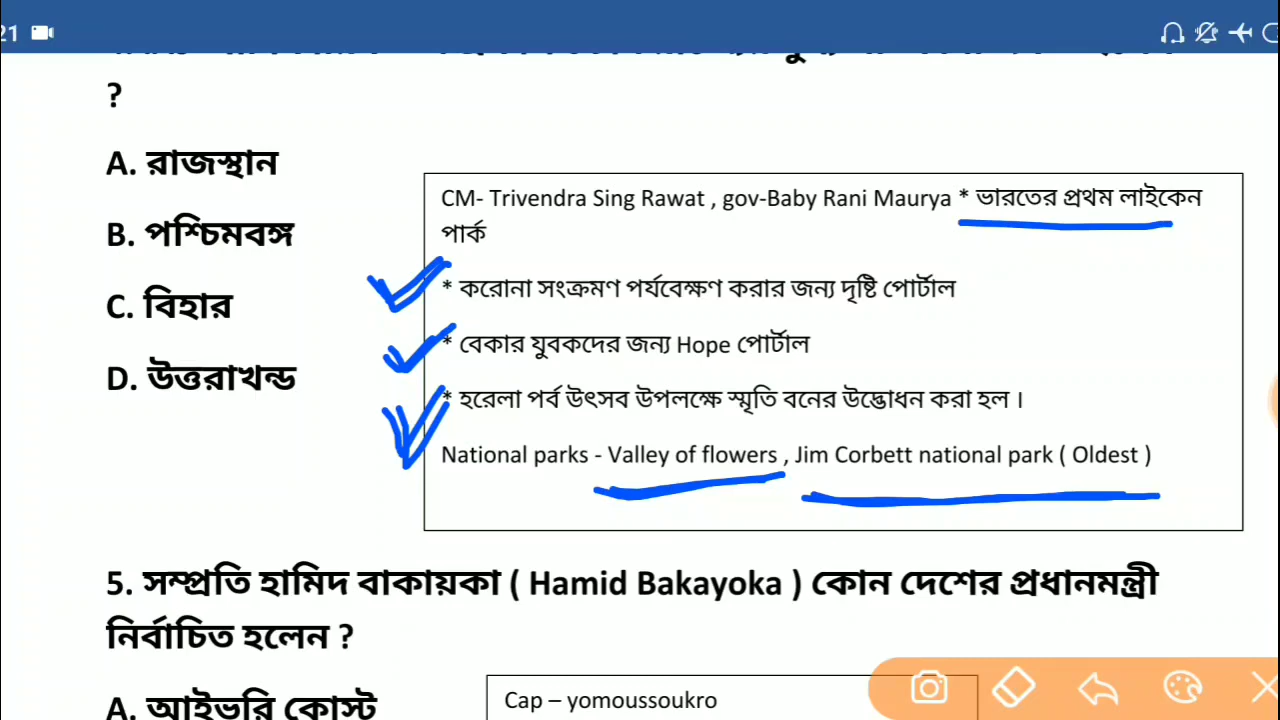 21
?
A. রাজস্থান
B. পশ্চিমবঙ্গ
C. বিহার
D. উত্তরাখন্ড
CM- Trivendra Sing Rawat , gov-Baby Rani Maurya * ভারতের প্রথম লাইকেন
পার্ক
* করোনা সংক্রমণ পর্যবেক্ষণ করার জন্য দৃষ্টি পোর্টাল
* বেকার যুবকদের জন্য Hope পোর্টাল
* হরেলা পর্ব উৎসব উপলক্ষে স্মৃতি বনের উদ্ভোধন করা হল ।
National parks - Valley of flowers , Jim Corbett national park ( Oldest )
5. সম্প্রতি হামিদ বাকায়কা ( Hamid Bakayoka ) কোন দেশের প্রধানমন্ত্রী
নির্বাচিত হলেন ?
A. আইভরি কোস্ট
Cap – yomoussoukro